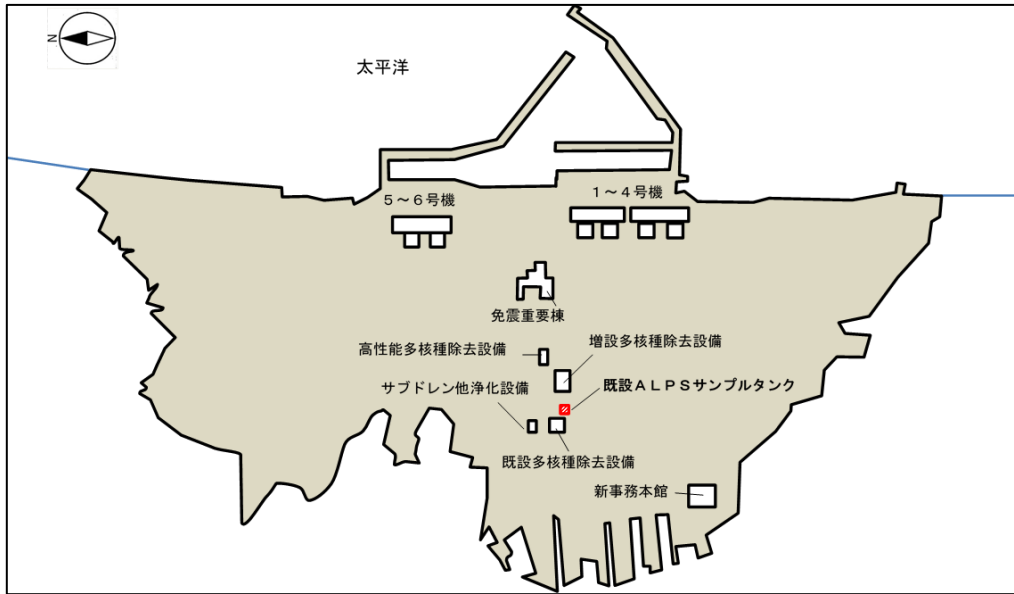 N
太平洋
5～6号機
1～4号機
免震重要棟
高性能多核種除去設備
増設多核種除去設備
サブドレン他浄化設備
既設ＡＬＰＳサンプルタンク
既設多核種除去設備
新事務本館